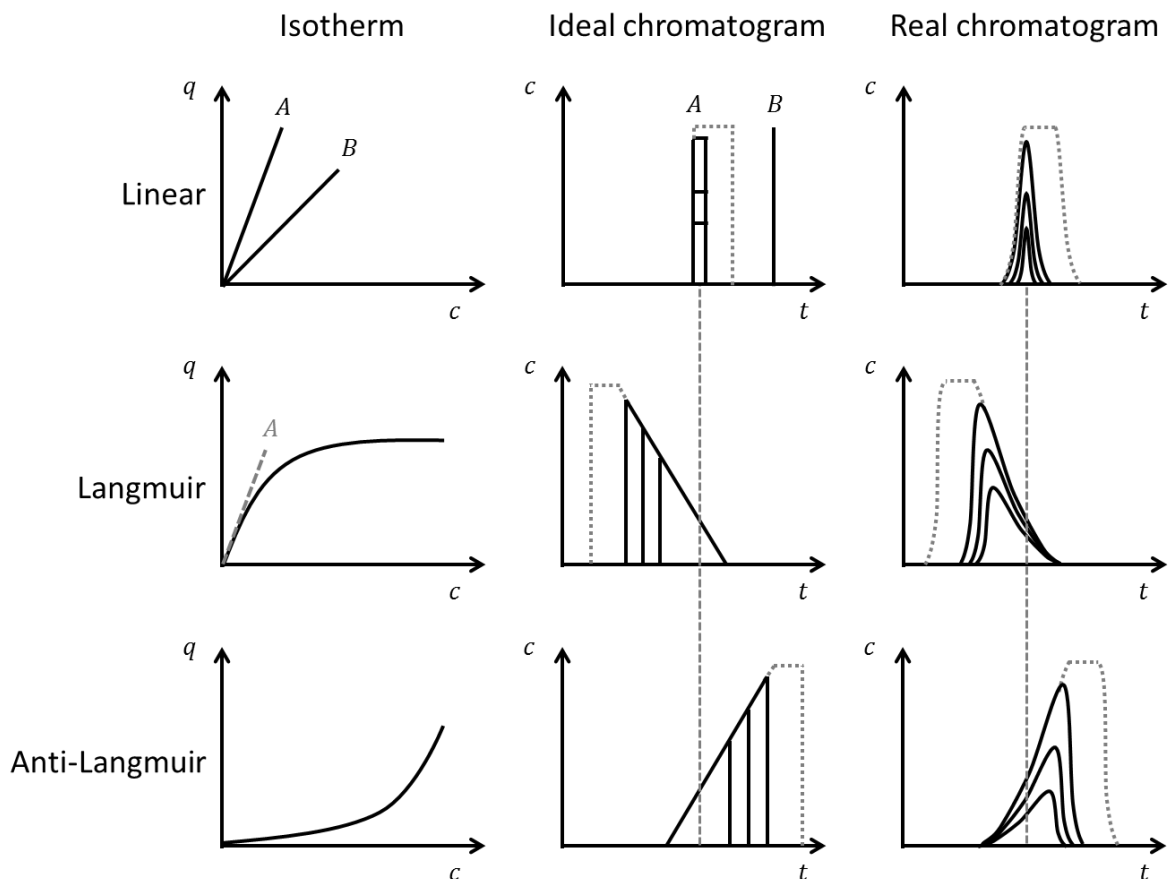 Isotherm
Ideal chromatogram
Real chromatogram
Linear
q
A
B
c
c
A
B
t
c
t
Langmuir
q
A
c
c
t
c
t
Anti-Langmuir
q
c
c
t
c
t